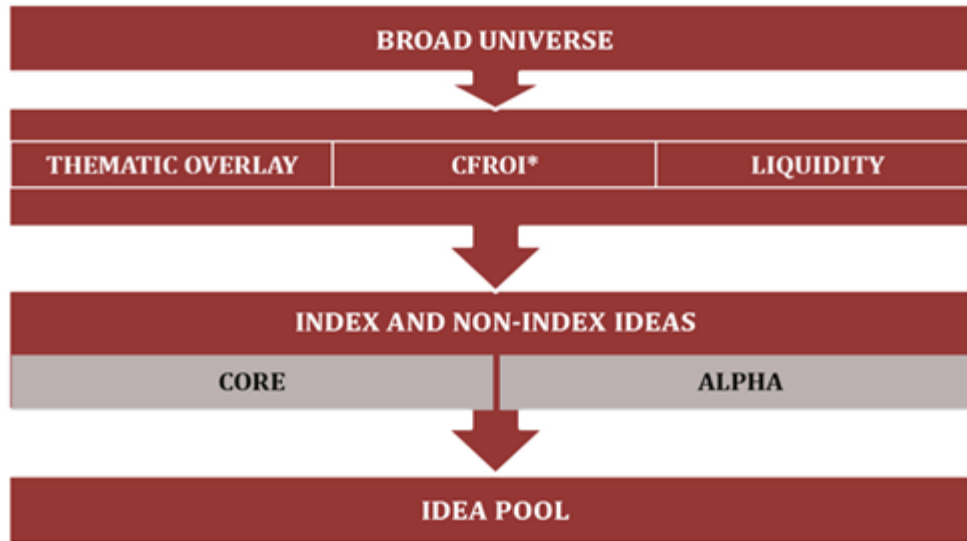 BROAD UNIVERSE
THEMATIC OVERLAY CFROI* LIQUIDITY
INDEX AND NON-INDEX IDEAS
CORE ALPHA
IDEA POOL